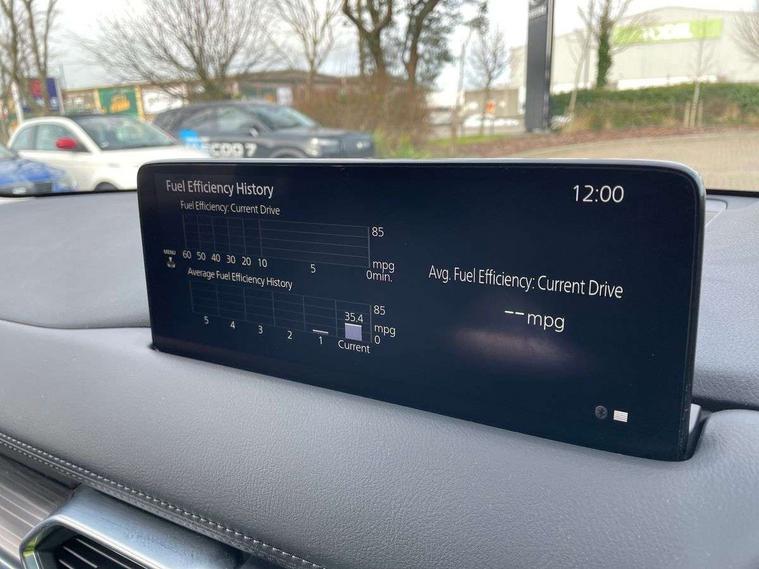 Fuel Efficiency History
12:00
Fuel Efficiency: Current Drive
85
60 50 40 30 20 10 5 0min.
mpg
MENU
Average Fuel Efficiency History
85
mpg
0
35.4
5 4 3 2 1 Current
Avg. Fuel Efficiency: Current Drive
-- mpg